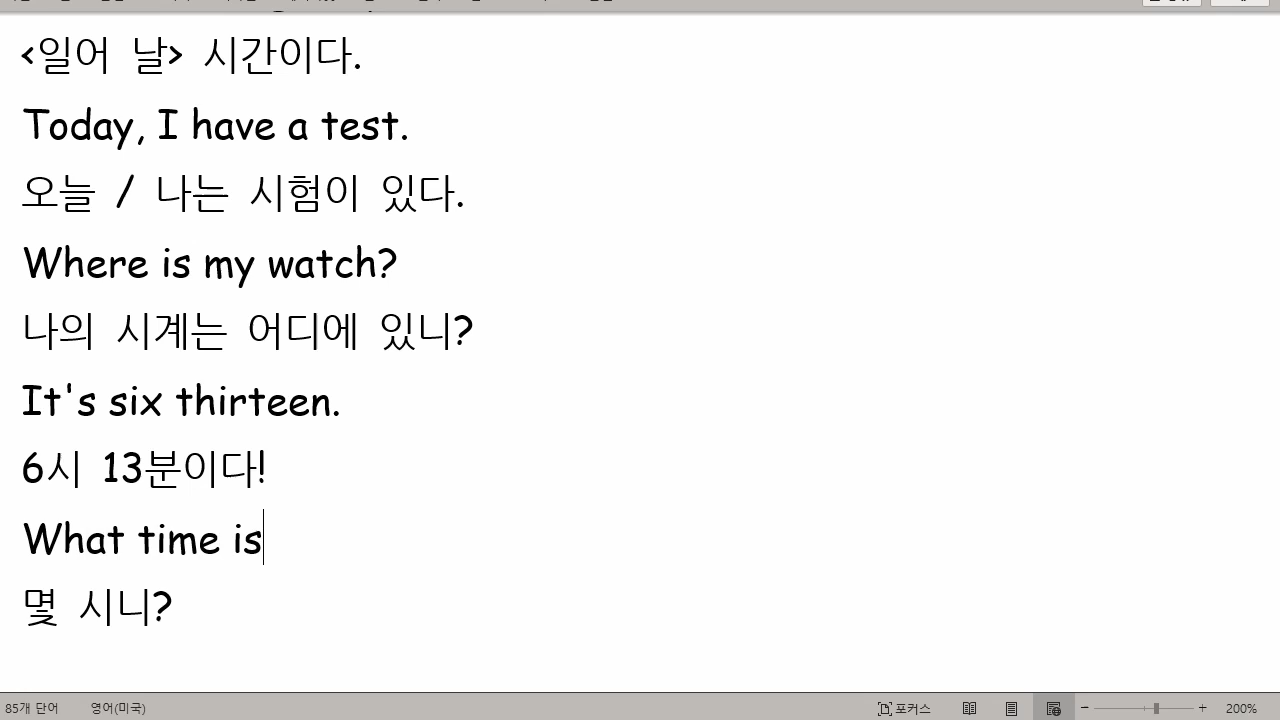 <일어 날> 시간이다.
Today, I have a test.
오늘 / 나는 시험이 있다.
Where is my watch?
나의 시계는 어디에 있니?
It's six thirteen.
6시 13분이다!
What time is
몇 시니?
85개 단어 영어(미국) 포커스 200%